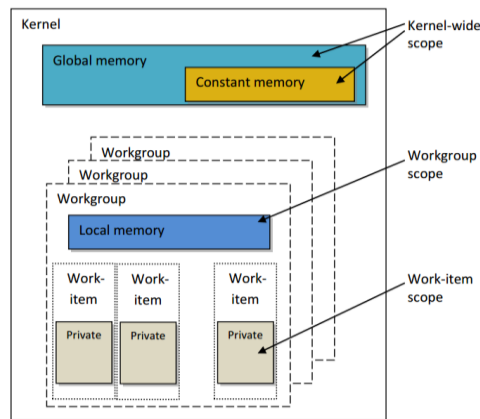 Kernel
Kernel-wide
scope
Global memory
Constant memory
Workgroup
Workgroup
Workgroup
Workgroup
scope
Local memory
Work-
item
Work-
item
Work-
item
Work-item
scope
Private
Private
Private